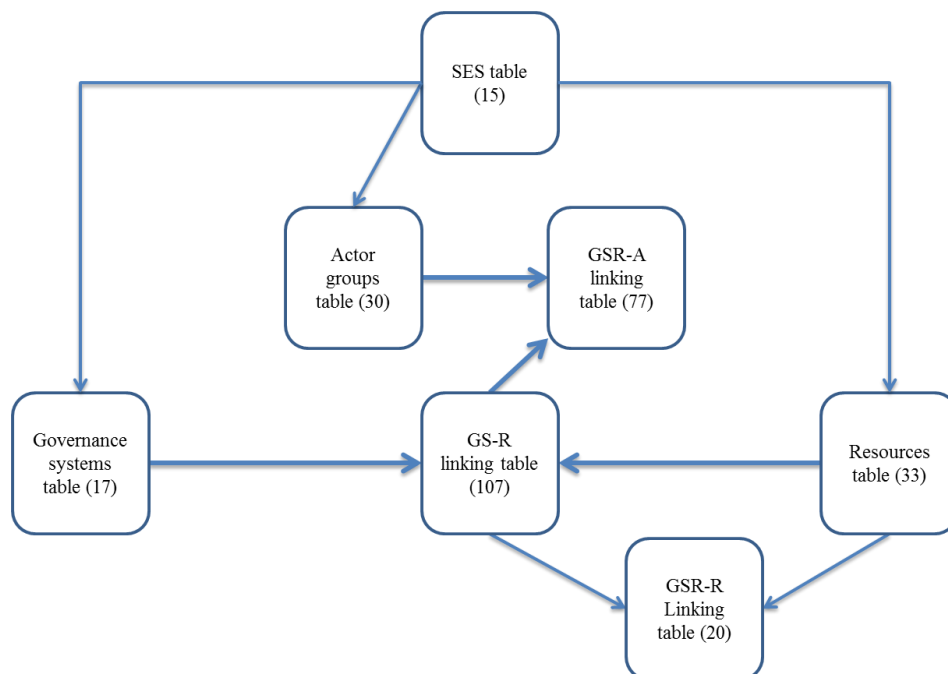 SES table
(15)
Actor
groups
table (30)
GSR-A
linking
table (77)
Governance
systems
table (17)
GS-R
linking table
(107)
Resources
table (33)
GSR-R
Linking
table (20)